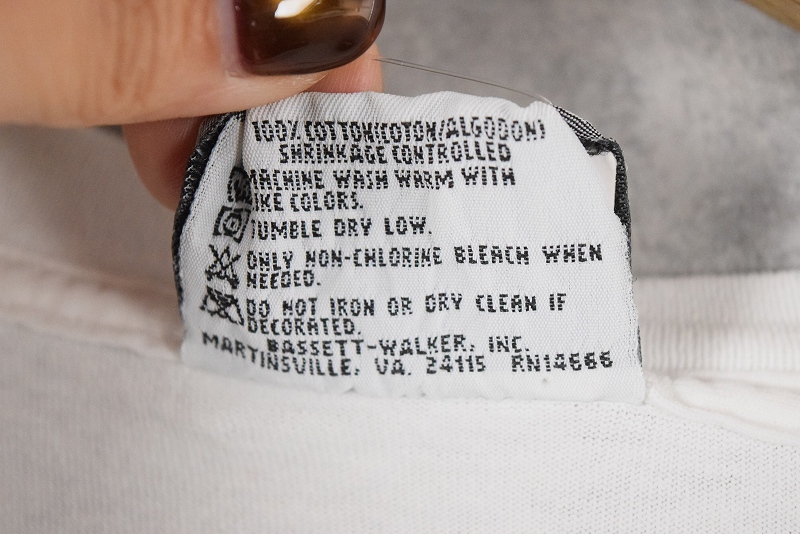 100% COTTON(COTON/ALGODON)
SHRINKAGE CONTROLLED
MACHINE WASH WARM WITH
IKE COLORS.
TUMBLE DRY LOW.
ONLY NON-CHLORINE BLEACH WHEN
NEEDED.
DO NOT IRON OR DRY CLEAN IF
DECORATED.
BASSETT-WALKER, INC.
MARTINSVILLE, VA. 24115 RN14666